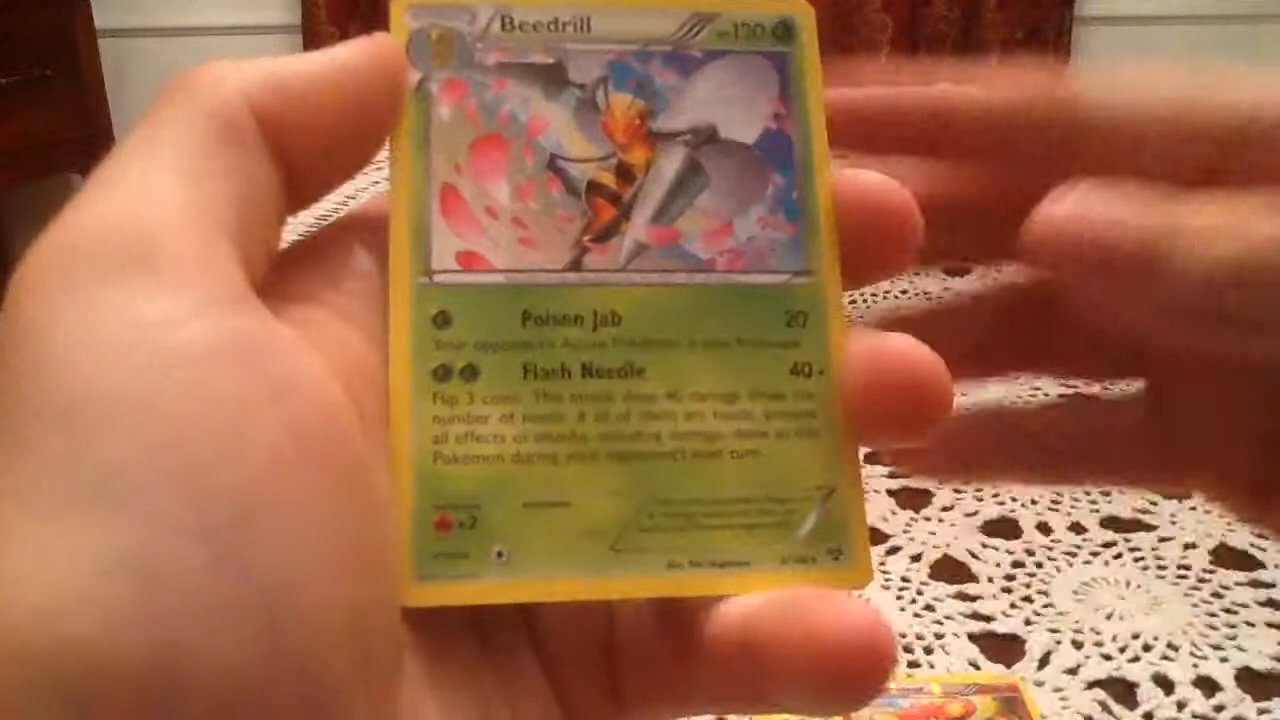 Beedrill HP120
Poison Jab 20
Your opponent's Active Pokémon is now Poisoned.
Flash Needle 40×
Flip 3 coins. This attack does 40 damage times the
number of heads. If all of them are heads, prevent
all effects of attacks, including damage, done to this
Pokémon during your opponent's next turn.
×2